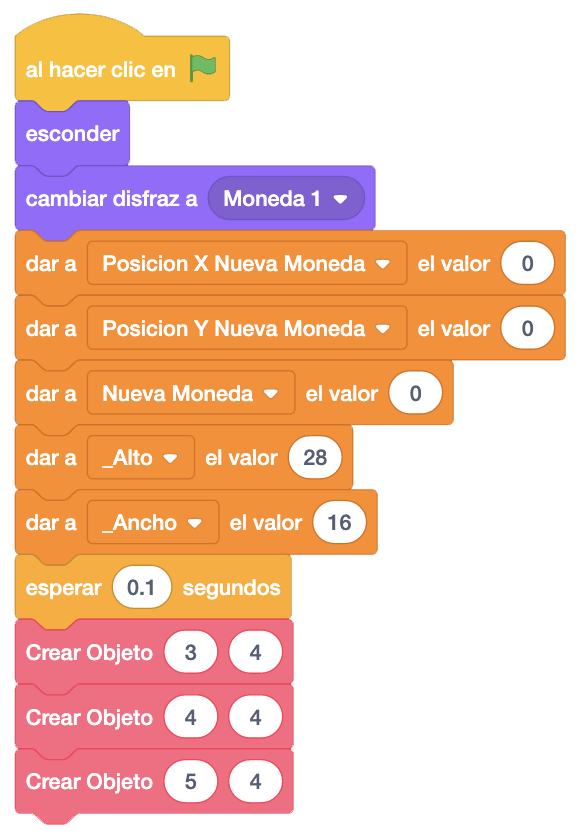 al hacer clic en
esconder
cambiar disfraz a Moneda 1
dar a Posicion X Nueva Moneda el valor 0
dar a Posicion Y Nueva Moneda el valor 0
dar a Nueva Moneda el valor 0
dar a _Alto el valor 28
dar a _Ancho el valor 16
esperar 0.1 segundos
Crear Objeto 3 4
Crear Objeto 4 4
Crear Objeto 5 4